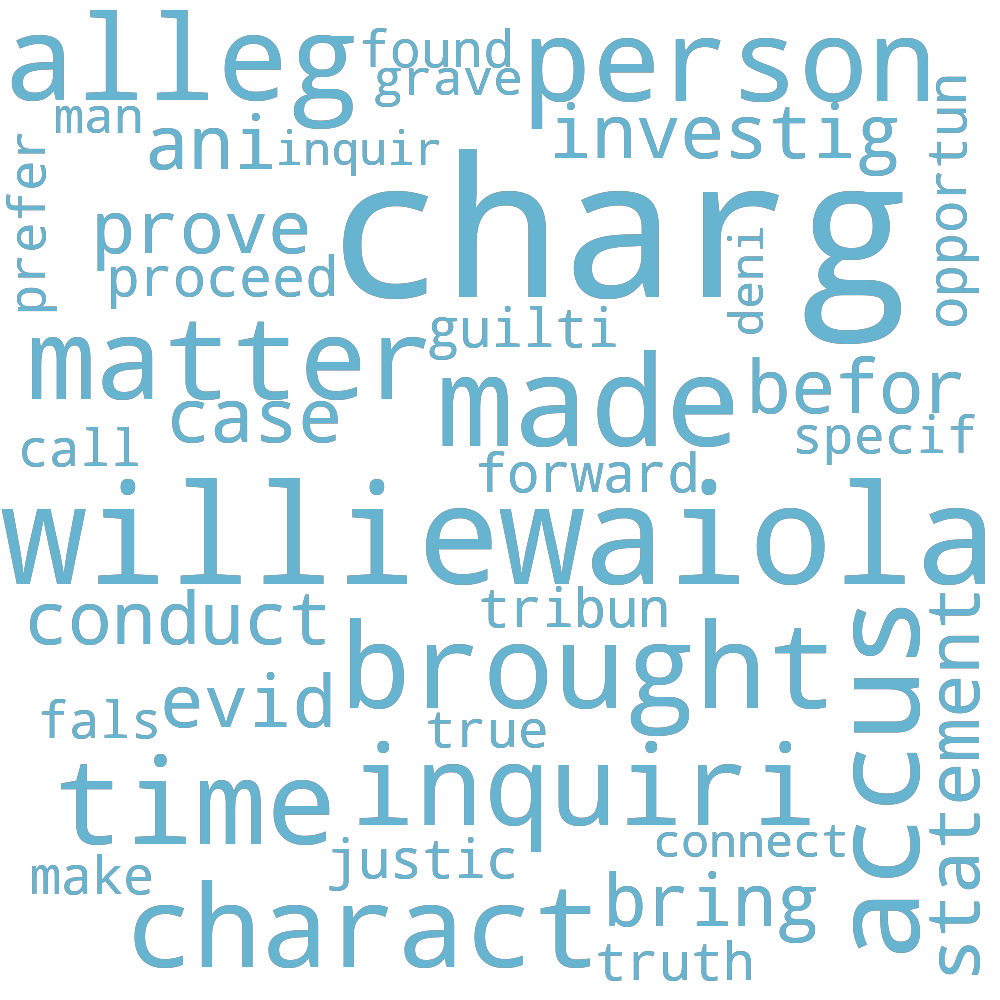 alleg
found
person
grave
man
ani
inquir
investig
opportun
prefer
charg
prove
proceed
deni
guilti
matter
made
befor
case
specif
call
forward
williewaiola
conduct
tribun
brought
accus
statement
evid
fals
true
time
inquiri
connect
make
justic
charact
bring
truth